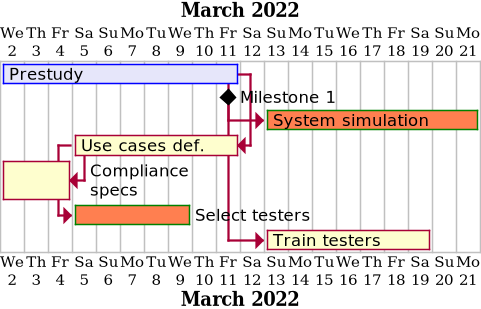 March 2022
We Th Fr Sa Su Mo Tu We Th Fr Sa Su Mo Tu We Th Fr Sa Su Mo
2 3 4 5 6 7 8 9 10 11 12 13 14 15 16 17 18 19 20 21
Prestudy
Milestone 1
System simulation
Use cases def.
Compliance
specs
Select testers
Train testers
We Th Fr Sa Su Mo Tu We Th Fr Sa Su Mo Tu We Th Fr Sa Su Mo
2 3 4 5 6 7 8 9 10 11 12 13 14 15 16 17 18 19 20 21
March 2022